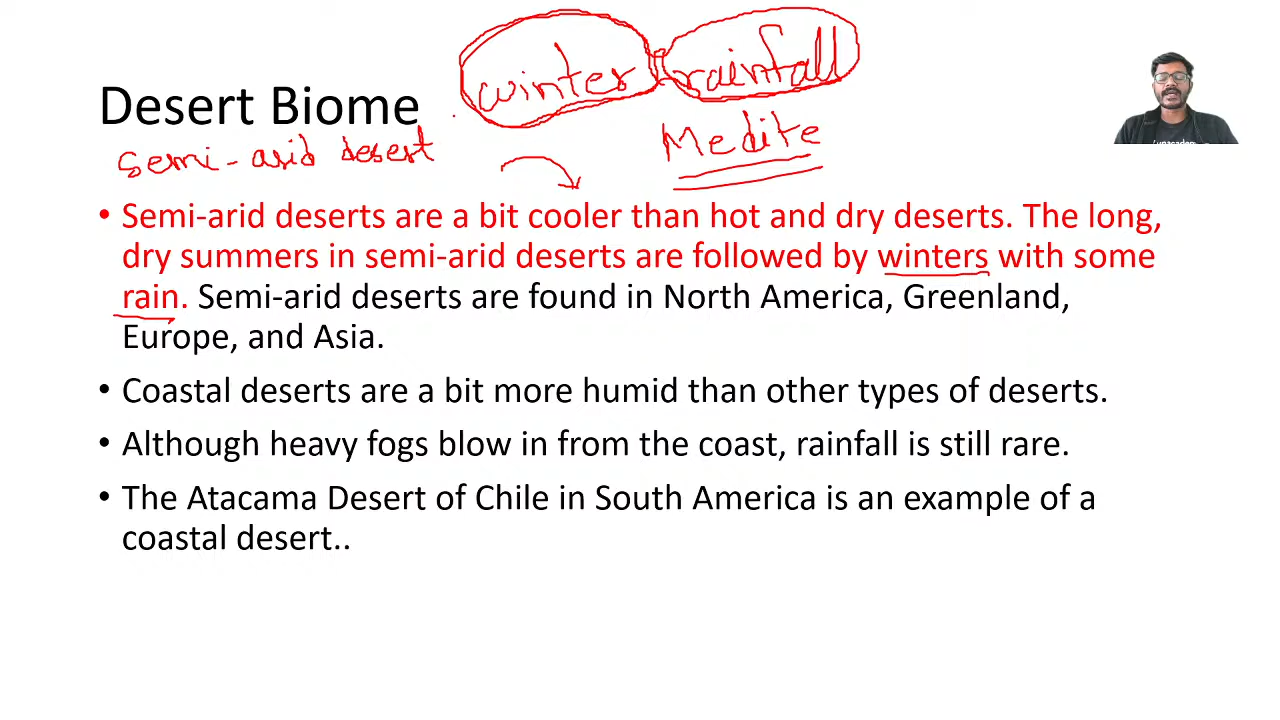 winter rainfall
Desert Biome
Medite
semi-arid desert
• Semi-arid deserts are a bit cooler than hot and dry deserts. The long,
dry summers in semi-arid deserts are followed by winters with some
rain. Semi-arid deserts are found in North America, Greenland,
Europe, and Asia.
• Coastal deserts are a bit more humid than other types of deserts.
• Although heavy fogs blow in from the coast, rainfall is still rare.
• The Atacama Desert of Chile in South America is an example of a
coastal desert..